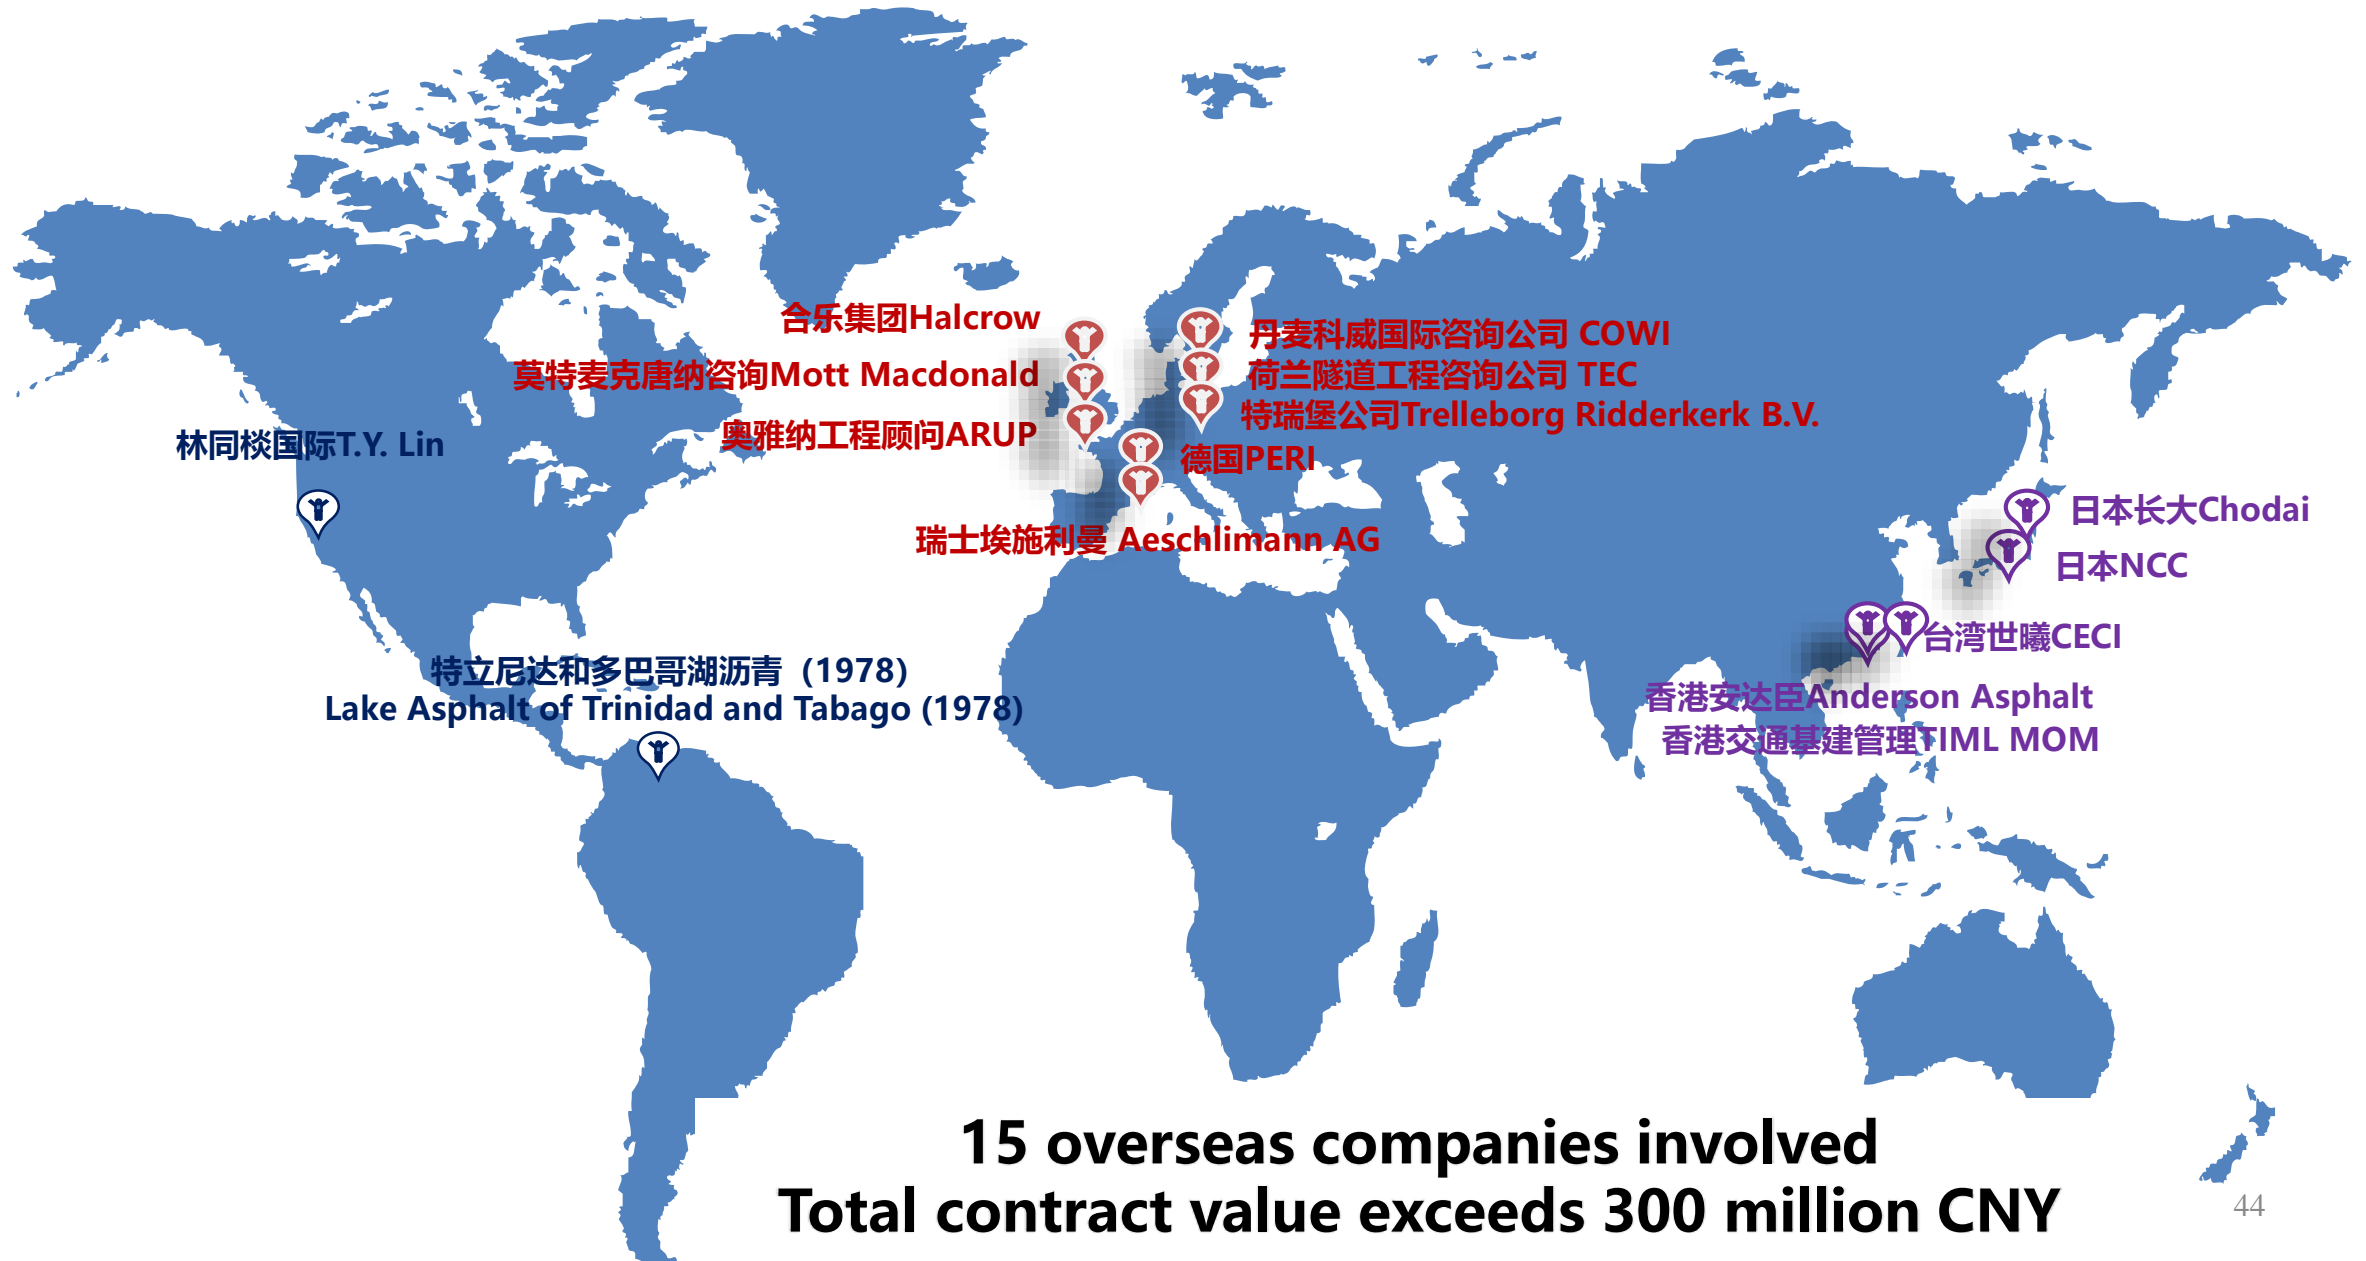 合乐集团Halcrow
莫特麦克唐纳咨询Mott Macdonald
奥雅纳工程顾问ARUP
丹麦科威国际咨询公司 COWI
荷兰隧道工程咨询公司 TEC
特瑞堡公司Trelleborg Ridderkerk B.V.
德国PERI
瑞士埃施利曼 Aeschlimann AG
林同棪国际T.Y. Lin
特立尼达和多巴哥湖沥青 (1978)
Lake Asphalt of Trinidad and Tabago (1978)
日本长大Chodai
日本NCC
台湾世曦CECI
香港安达臣Anderson Asphalt
香港交通基建管理TIML MOM
15 overseas companies involved
Total contract value exceeds 300 million CNY
44